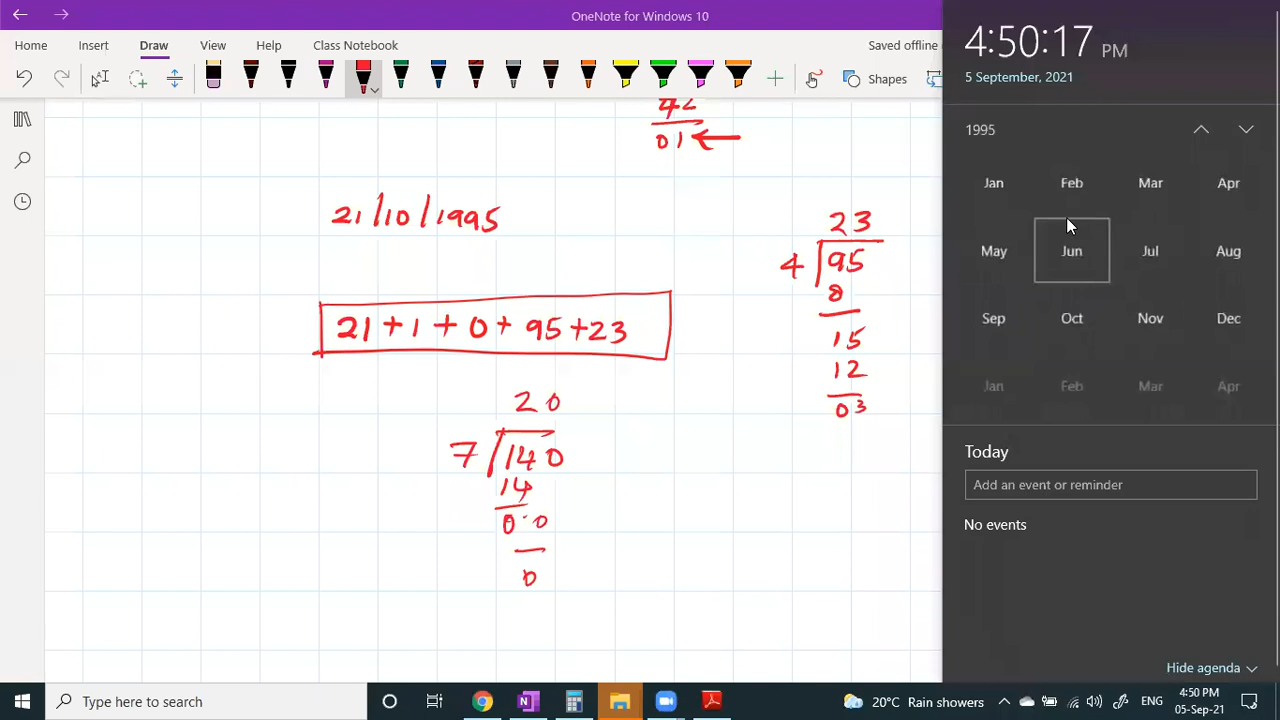 OneNote for Windows 10
Home Insert Draw View Help Class Notebook Saved offline
Shapes
42
01
21/10/1995
21+1+0+95+23
23
4 95
8
15
12
03
20
7 140
14
00
0
4:50:17 PM
5 September, 2021
1995
Jan Feb Mar Apr
May Jun Jul Aug
Sep Oct Nov Dec
Jan Feb Mar Apr
Today
Add an event or reminder
No events
Hide agenda
Type here to search
20°C Rain showers
ENG
4:50 PM
05-Sep-21